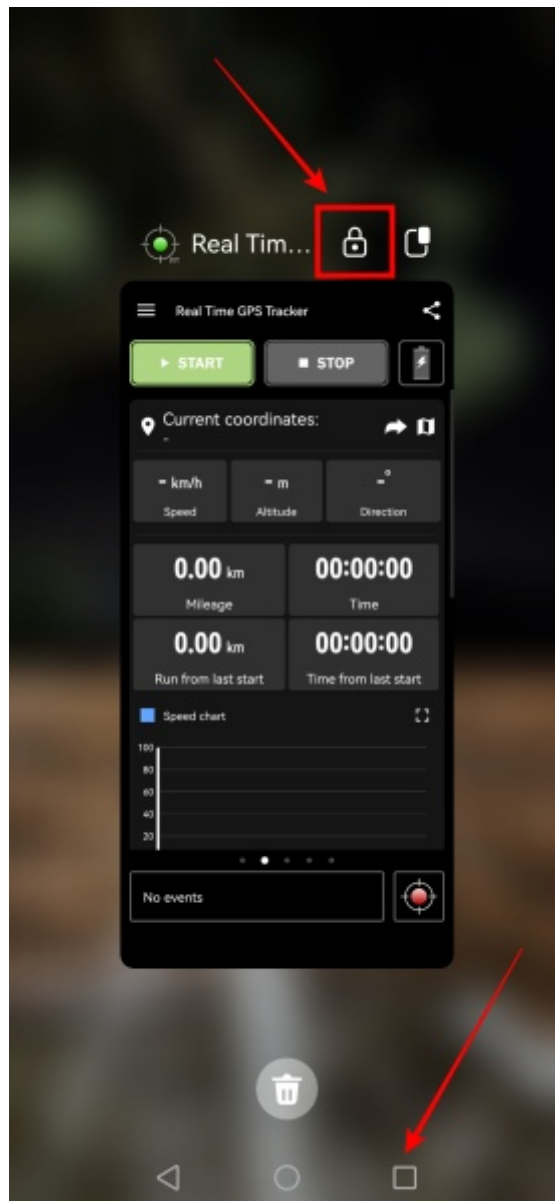 Real Tim...
Real Time GPS Tracker
START
STOP
Current coordinates:
-
- km/h
- m
-°
Speed
Altitude
Direction
0.00 km
00:00:00
Mileage
Time
0.00 km
00:00:00
Run from last start
Time from last start
Speed chart
100
80
60
40
20
No events